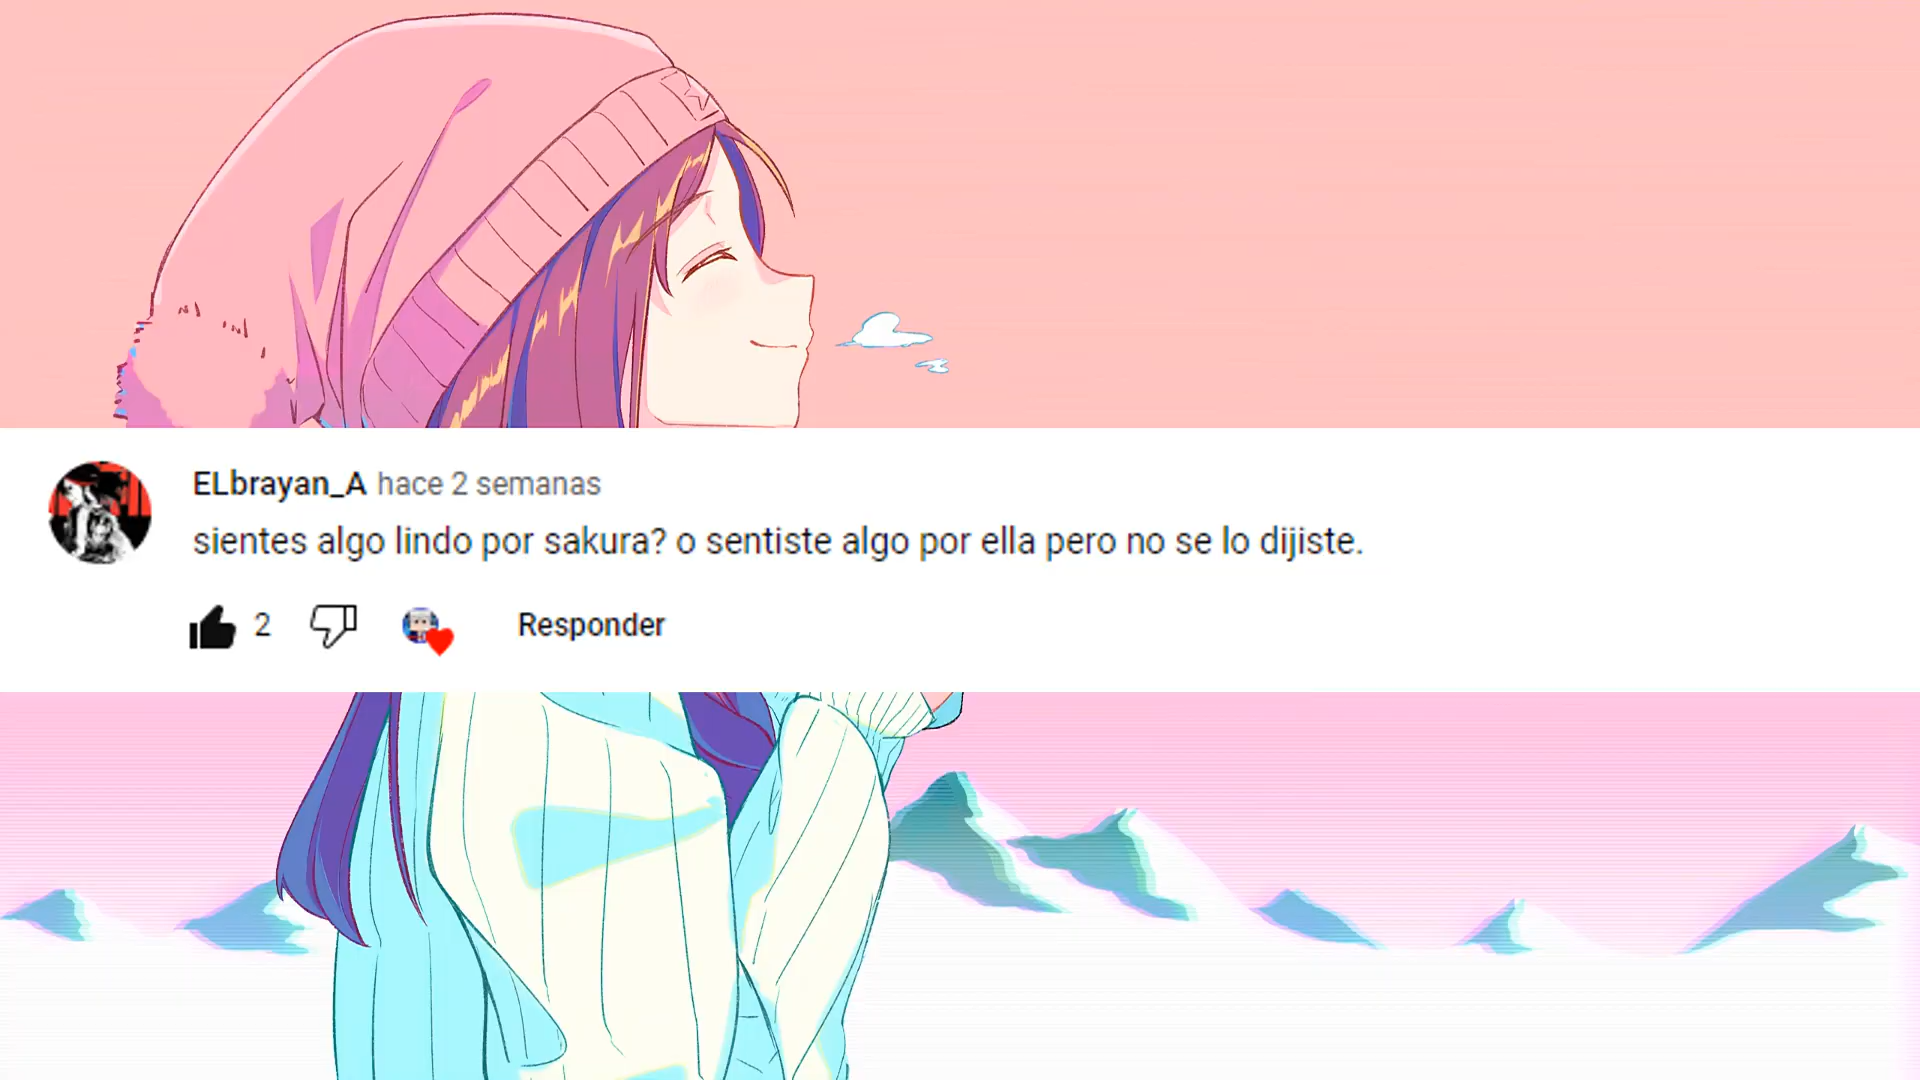 ELbrayan_A hace 2 semanas
sientes algo lindo por sakura? o sentiste algo por ella pero no se lo dijiste.
2 Responder